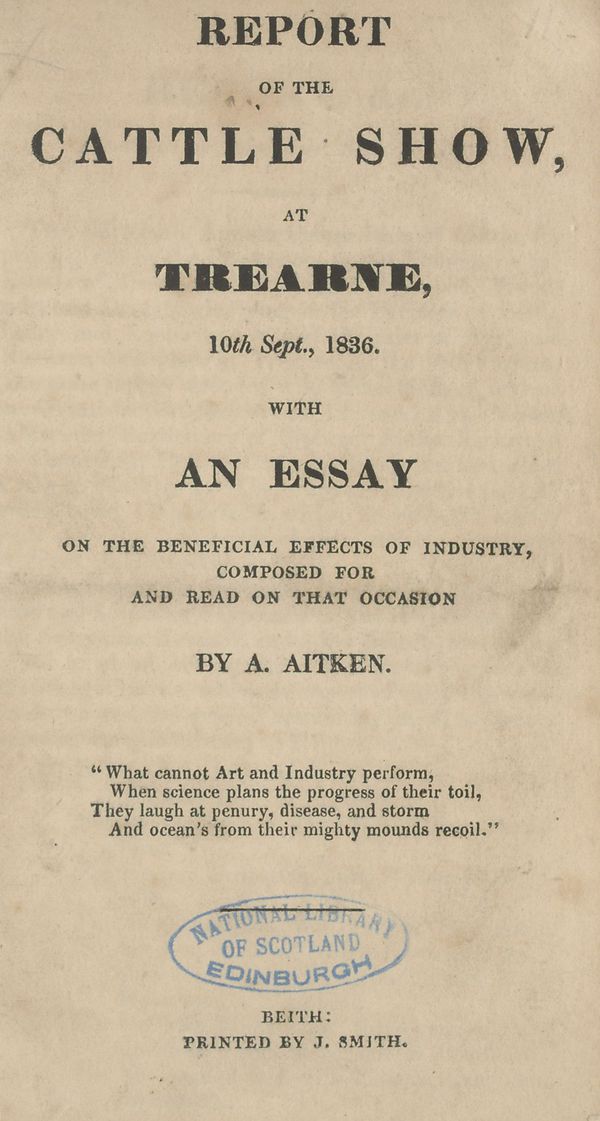 REPORT
OF THE
CATTLE SHOW,
AT
TREARNE,
10th Sept., 1836.
WITH
AN ESSAY
ON THE BENEFICIAL EFFECTS OF INDUSTRY,
COMPOSED FOR
AND READ ON THAT OCCASION
BY A. AITKEN.
“What cannot Art and Industry perform,
When science plans the progress of their toil,
They laugh at penury, disease, and storm
And ocean's from their mighty mounds recoil.”
NATIONAL LIBRARY
OF SCOTLAND
EDINBURGH
BEITH:
PRINTED BY J. SMITH.